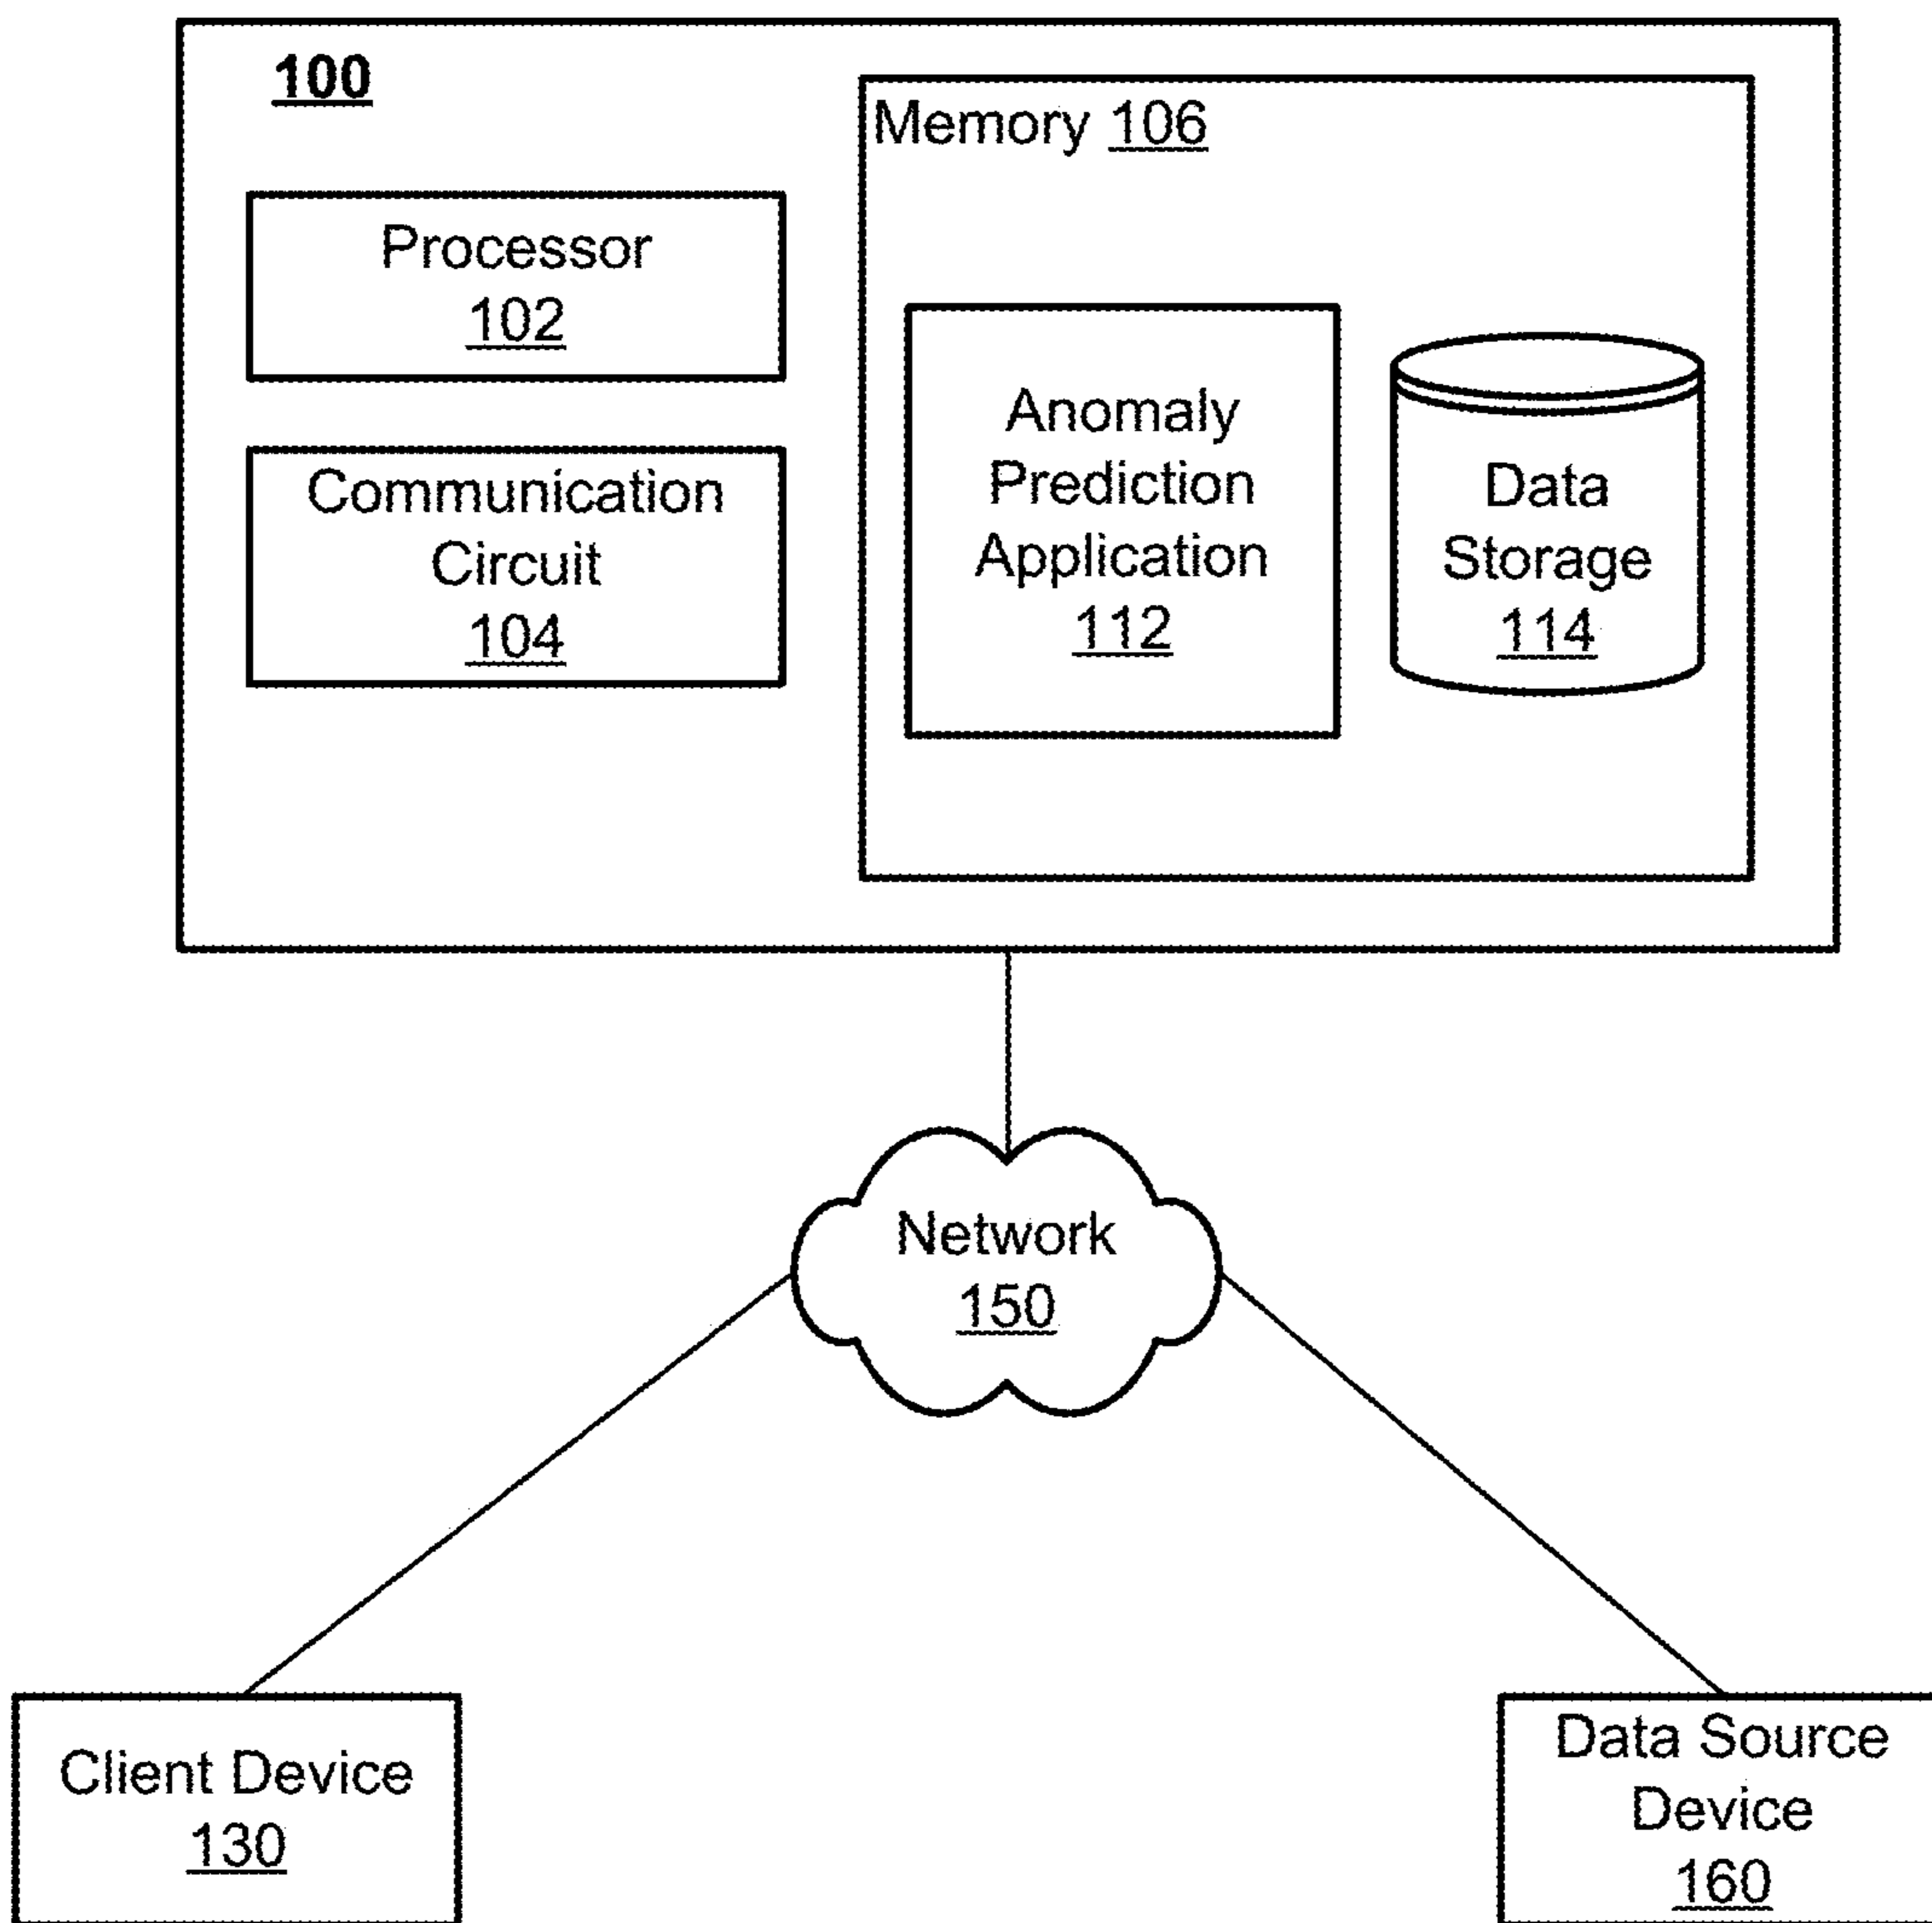 100
Memory 106
Processor
102
Communication
Circuit
104
Anomaly
Prediction
Application
112
Data
Storage
114
Network
150
Client Device
130
Data Source
Device
160